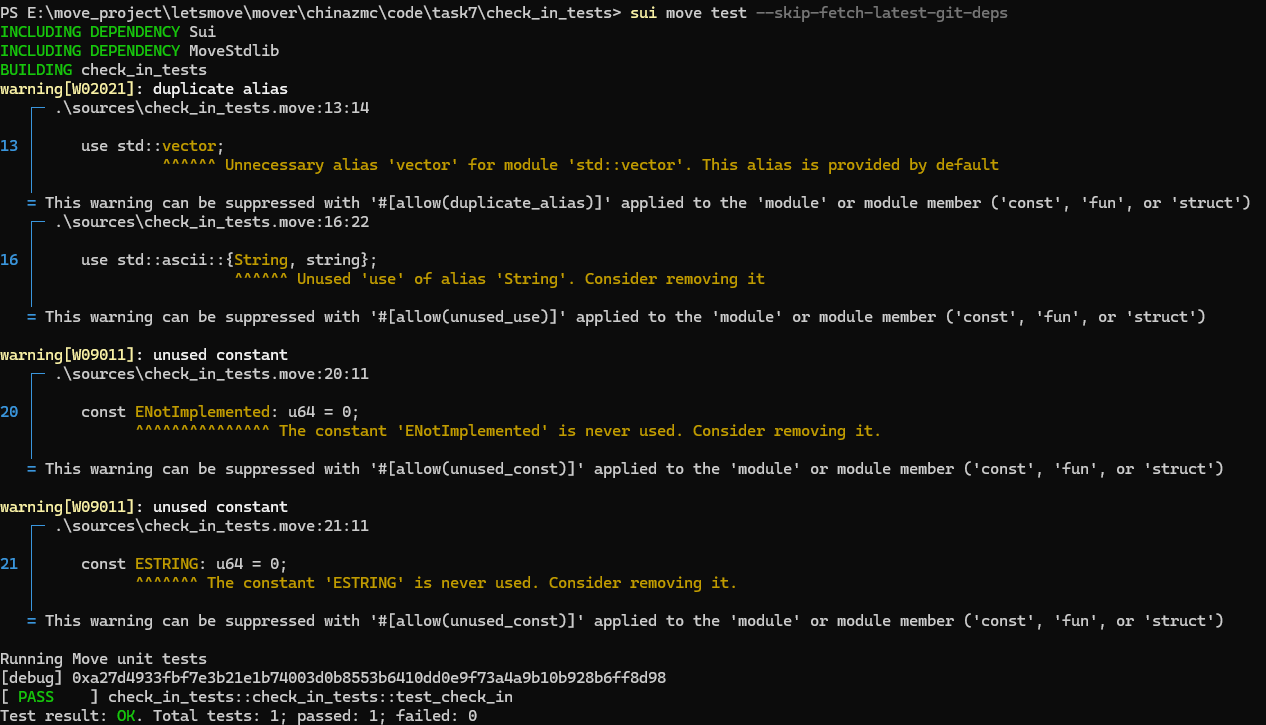 PS E:\move_project\letsmove\mover\chinazmc\code\task7\check_in_tests> sui move test --skip-fetch-latest-git-deps
INCLUDING DEPENDENCY Sui
INCLUDING DEPENDENCY MoveStdlib
BUILDING check_in_tests
warning[W02021]: duplicate alias
.\sources\check_in_tests.move:13:14
13 use std::vector;
^^^^^^ Unnecessary alias 'vector' for module 'std::vector'. This alias is provided by default
= This warning can be suppressed with '#[allow(duplicate_alias)]' applied to the 'module' or module member ('const', 'fun', or 'struct')
.\sources\check_in_tests.move:16:22
16 use std::ascii::{String, string};
^^^^^^ Unused 'use' of alias 'String'. Consider removing it
= This warning can be suppressed with '#[allow(unused_use)]' applied to the 'module' or module member ('const', 'fun', or 'struct')
warning[W09011]: unused constant
.\sources\check_in_tests.move:20:11
20 const ENotImplemented: u64 = 0;
^^^^^^^^^^^^^^^ The constant 'ENotImplemented' is never used. Consider removing it.
= This warning can be suppressed with '#[allow(unused_const)]' applied to the 'module' or module member ('const', 'fun', or 'struct')
warning[W09011]: unused constant
.\sources\check_in_tests.move:21:11
21 const ESTRING: u64 = 0;
^^^^^^^ The constant 'ESTRING' is never used. Consider removing it.
= This warning can be suppressed with '#[allow(unused_const)]' applied to the 'module' or module member ('const', 'fun', or 'struct')
Running Move unit tests
[debug] 0xa27d4933fbf7e3b21e1b74003d0b8553b6410dd0e9f73a4a9b10b928b6ff8d98
[ PASS    ] check_in_tests::check_in_tests::test_check_in
Test result: OK. Total tests: 1; passed: 1; failed: 0